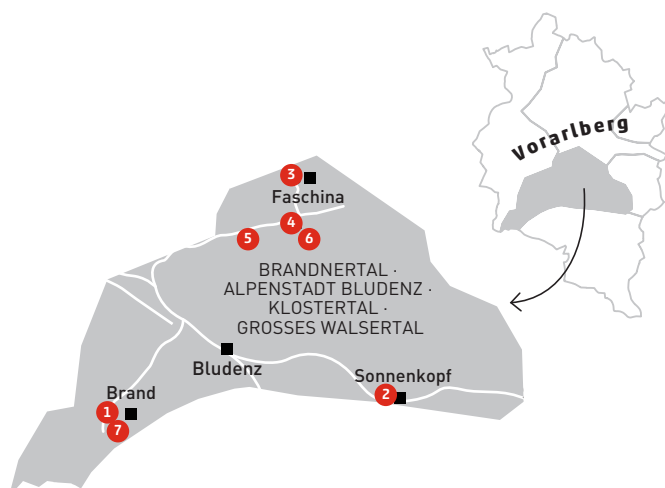 Vorarlberg
3
Faschina
4
5
6
BRANDNERTAL ·
ALPENSTADT BLUDENZ ·
KLOSTERTAL ·
GROSSES WALSERTAL
Bludenz
Sonnenkopf
2
Brand
1
7